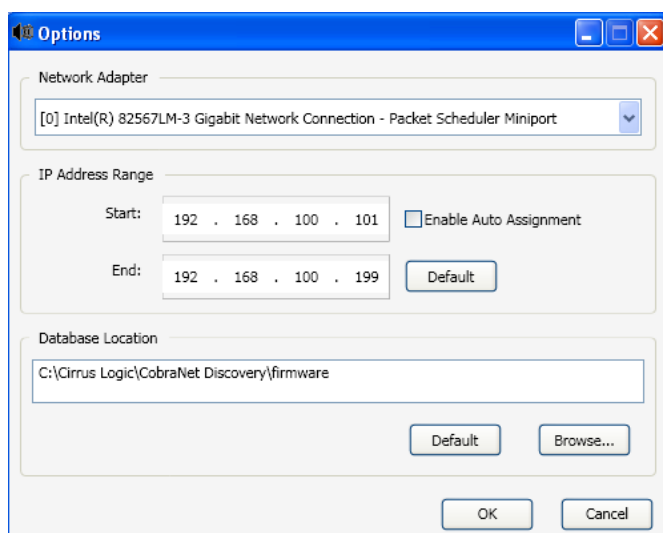 Options
Network Adapter
[0] Intel(R) 82567LM-3 Gigabit Network Connection - Packet Scheduler Miniport
IP Address Range
Start: 192 . 168 . 100 . 101 Enable Auto Assignment
End: 192 . 168 . 100 . 199 Default
Database Location
C:\Cirrus Logic\CobraNet Discovery\firmware
Default Browse...
OK Cancel